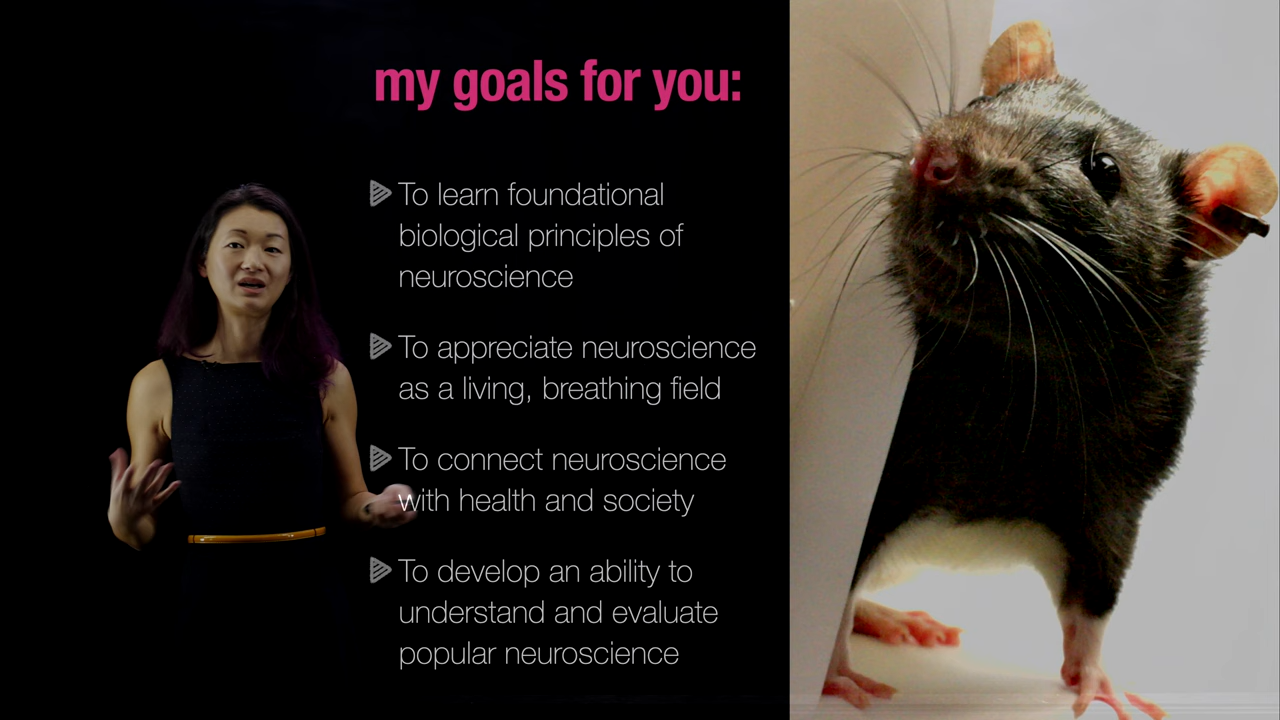 my goals for you:
To learn foundational
biological principles of
neuroscience
To appreciate neuroscience
as a living, breathing field
To connect neuroscience
with health and society
To develop an ability to
understand and evaluate
popular neuroscience